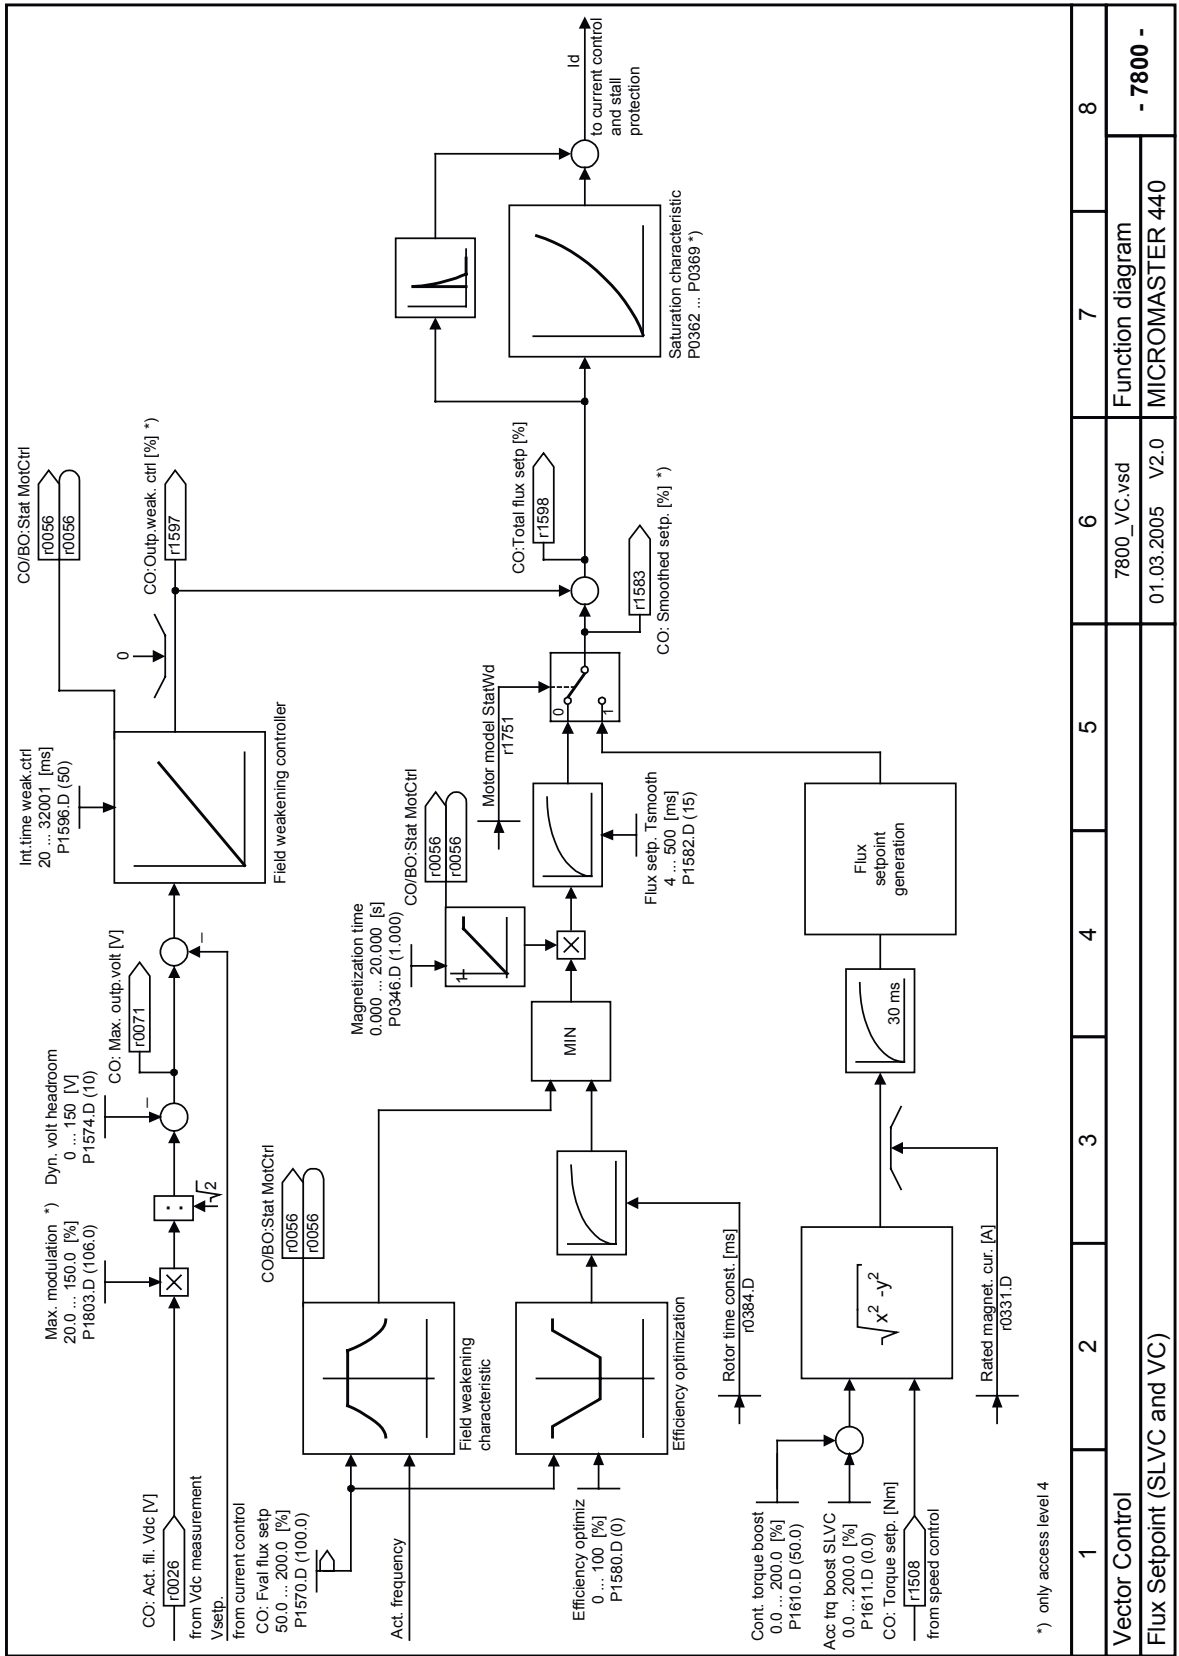 CO: Act. fil. Vdc [V]
r0026
from Vdc measurement
Vsetp.
from current control
Max. modulation *)
20.0 ... 150.0 [%]
P1803.D (106.0)
Dyn. volt headroom
0 ... 150 [V]
P1574.D (10)
√2
CO: Max. outp.volt [V]
r0071
–
–
Int.time weak.ctrl
20 ... 32001 [ms]
P1596.D (50)
Field weakening controller
0
CO/BO:Stat MotCtrl
r0056
r0056
CO:Outp.weak. ctrl [%] *)
r1597
CO: Fval flux setp
50.0 ... 200.0 [%]
P1570.D (100.0)
Act. frequency
CO/BO:Stat MotCtrl
r0056
r0056
Field weakening
characteristic
Efficiency optimiz
0 ... 100 [%]
P1580.D (0)
Efficiency optimization
Rotor time const. [ms]
r0384.D
MIN
Magnetization time
0.000 ... 20.000 [s]
P0346.D (1.000)
1
CO/BO:Stat MotCtrl
r0056
r0056
Flux setp. Tsmooth
4 ... 500 [ms]
P1582.D (15)
Motor model StatWd
r1751
0
1
CO:Total flux setp [%]
r1598
r1583
CO: Smoothed setp. [%] *)
Saturation characteristic
P0362 ... P0369 *)
Id
to current control
and stall
protection
Cont. torque boost
0.0 ... 200.0 [%]
P1610.D (50.0)
Acc trq boost SLVC
0.0 ... 200.0 [%]
P1611.D (0.0)
CO: Torque setp. [Nm]
r1508
from speed control
√x² -y²
Rated magnet. cur. [A]
r0331.D
30 ms
Flux
setpoint
generation
*) only access level 4
1 2 3 4 5 6 7 8
Vector Control
7800_VC.vsd
Function diagram
- 7800 -
Flux Setpoint (SLVC and VC)
01.03.2005 V2.0
MICROMASTER 440